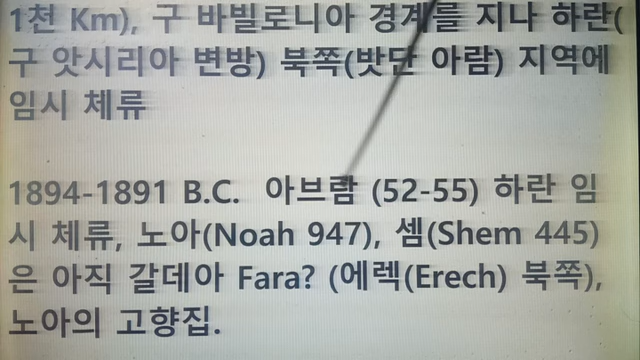 1천 Km), 구 바빌로니아 경계를 지나 하란(
구 앗시리아 변방) 북쪽(밧단 아람) 지역에
임시 체류
1894-1891 B.C. 아브람 (52-55) 하란 임
시 체류, 노아(Noah 947), 셈(Shem 445)
은 아직 갈데아 Fara? (에렉(Erech) 북쪽),
노아의 고향집.